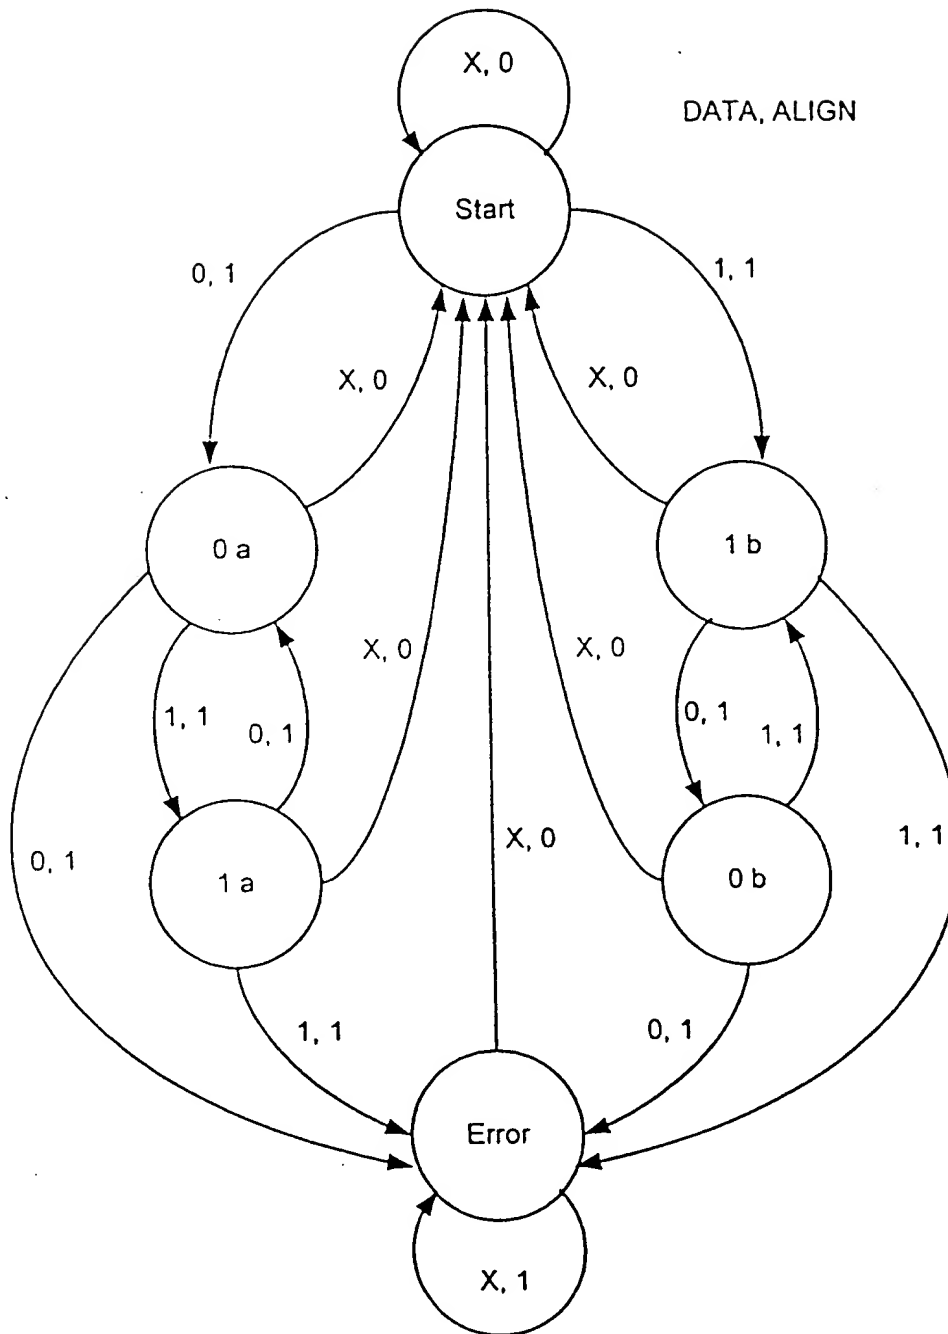 X, 0
DATA, ALIGN
Start
0, 1
1, 1
X, 0
X, 0
0 a
1 b
X, 0
X, 0
1, 1
0, 1
0, 1
1, 1
0, 1
1 a
X, 0
0 b
1, 1
1, 1
0, 1
Error
X, 1